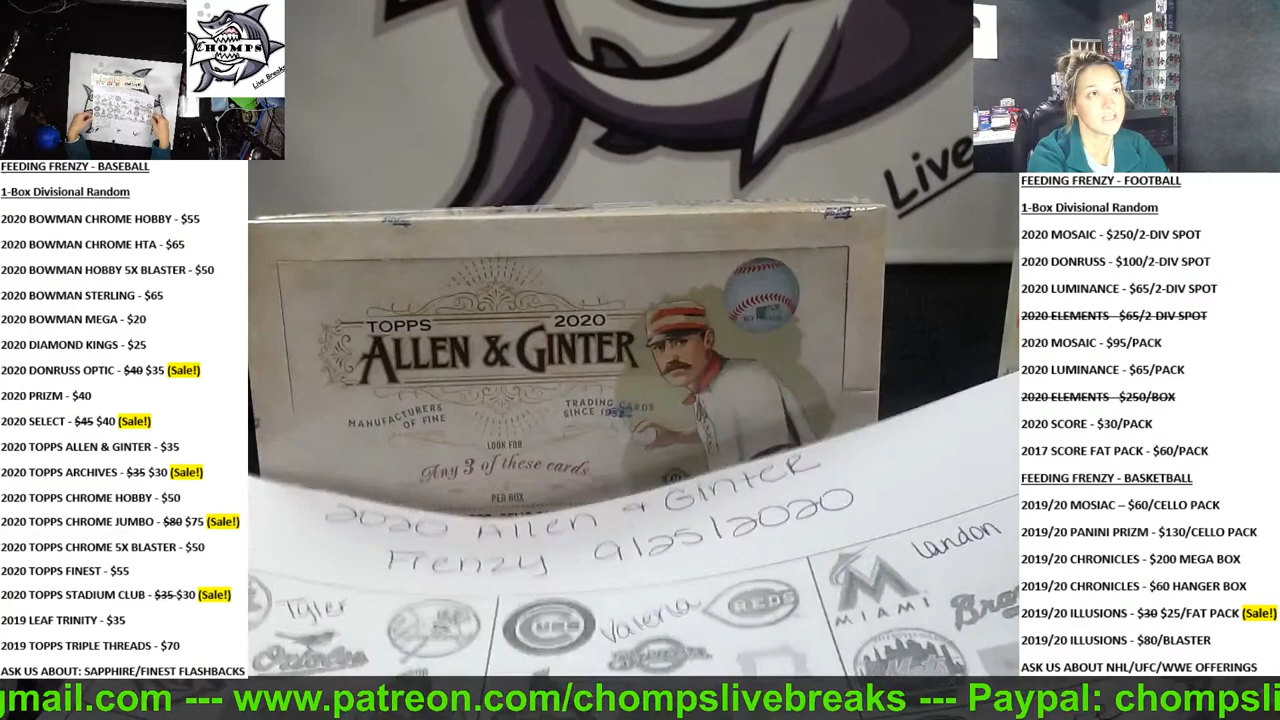 CHOMPS
Live Breaks
FEEDING FRENZY - BASEBALL
1-Box Divisional Random
2020 BOWMAN CHROME HOBBY - $55
2020 BOWMAN CHROME HTA - $65
2020 BOWMAN HOBBY 5X BLASTER - $50
2020 BOWMAN STERLING - $65
2020 BOWMAN MEGA - $20
2020 DIAMOND KINGS - $25
2020 DONRUSS OPTIC - $40 $35 (Sale!)
2020 PRIZM - $40
2020 SELECT - $45 $40 (Sale!)
2020 TOPPS ALLEN & GINTER - $35
2020 TOPPS ARCHIVES - $35 $30 (Sale!)
2020 TOPPS CHROME HOBBY - $50
2020 TOPPS CHROME JUMBO - $80 $75 (Sale!)
2020 TOPPS CHROME 5X BLASTER - $50
2020 TOPPS FINEST - $55
2020 TOPPS STADIUM CLUB - $35 $30 (Sale!)
2019 LEAF TRINITY - $35
2019 TOPPS TRIPLE THREADS - $70
ASK US ABOUT: SAPPHIRE/FINEST FLASHBACKS
Live
TOPPS 2020
ALLEN & GINTER
MANUFACTURERS OF FINE
TRADING CARDS SINCE
LOOK FOR
Any 3 of these cards
PER BOX
2020 Allen & Ginter
Frenzy 9/25/2020
Tyler
Orioles
CUBS
Valeria
REDS
MIAMI
Landon
Mets
FEEDING FRENZY - FOOTBALL
1-Box Divisional Random
2020 MOSAIC - $250/2-DIV SPOT
2020 DONRUSS - $100/2-DIV SPOT
2020 LUMINANCE - $65/2-DIV SPOT
2020 ELEMENTS - $65/2-DIV SPOT
2020 MOSAIC - $95/PACK
2020 LUMINANCE - $65/PACK
2020 ELEMENTS - $250/BOX
2020 SCORE - $30/PACK
2017 SCORE FAT PACK - $60/PACK
FEEDING FRENZY - BASKETBALL
2019/20 MOSIAC – $60/CELLO PACK
2019/20 PANINI PRIZM - $130/CELLO PACK
2019/20 CHRONICLES - $200 MEGA BOX
2019/20 CHRONICLES - $60 HANGER BOX
2019/20 ILLUSIONS - $30 $25/FAT PACK (Sale!)
2019/20 ILLUSIONS - $80/BLASTER
ASK US ABOUT NHL/UFC/WWE OFFERINGS
gmail.com --- www.patreon.com/chompslivebreaks --- Paypal: chompsli